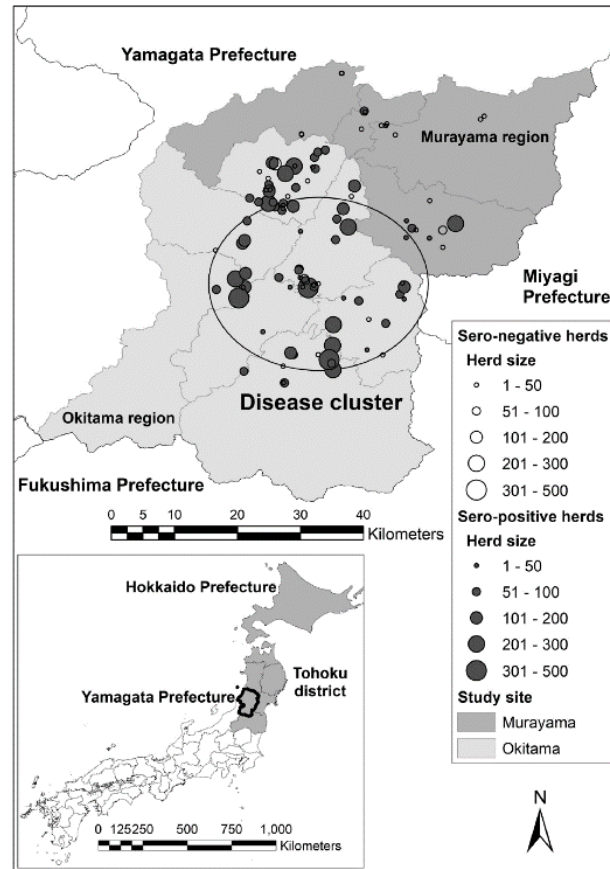 Yamagata Prefecture
Murayama region
Miyagi
Prefecture
Disease cluster
Okitama region
Fukushima Prefecture
0 5 10 20 30 40
Kilometers
Sero-negative herds
Herd size
1 - 50
51 - 100
101 - 200
201 - 300
301 - 500
Sero-positive herds
Herd size
1 - 50
51 - 100
101 - 200
201 - 300
301 - 500
Study site
Murayama
Okitama
Hokkaido Prefecture
Tohoku
district
Yamagata Prefecture
0 125250 500 750 1,000
Kilometers
N